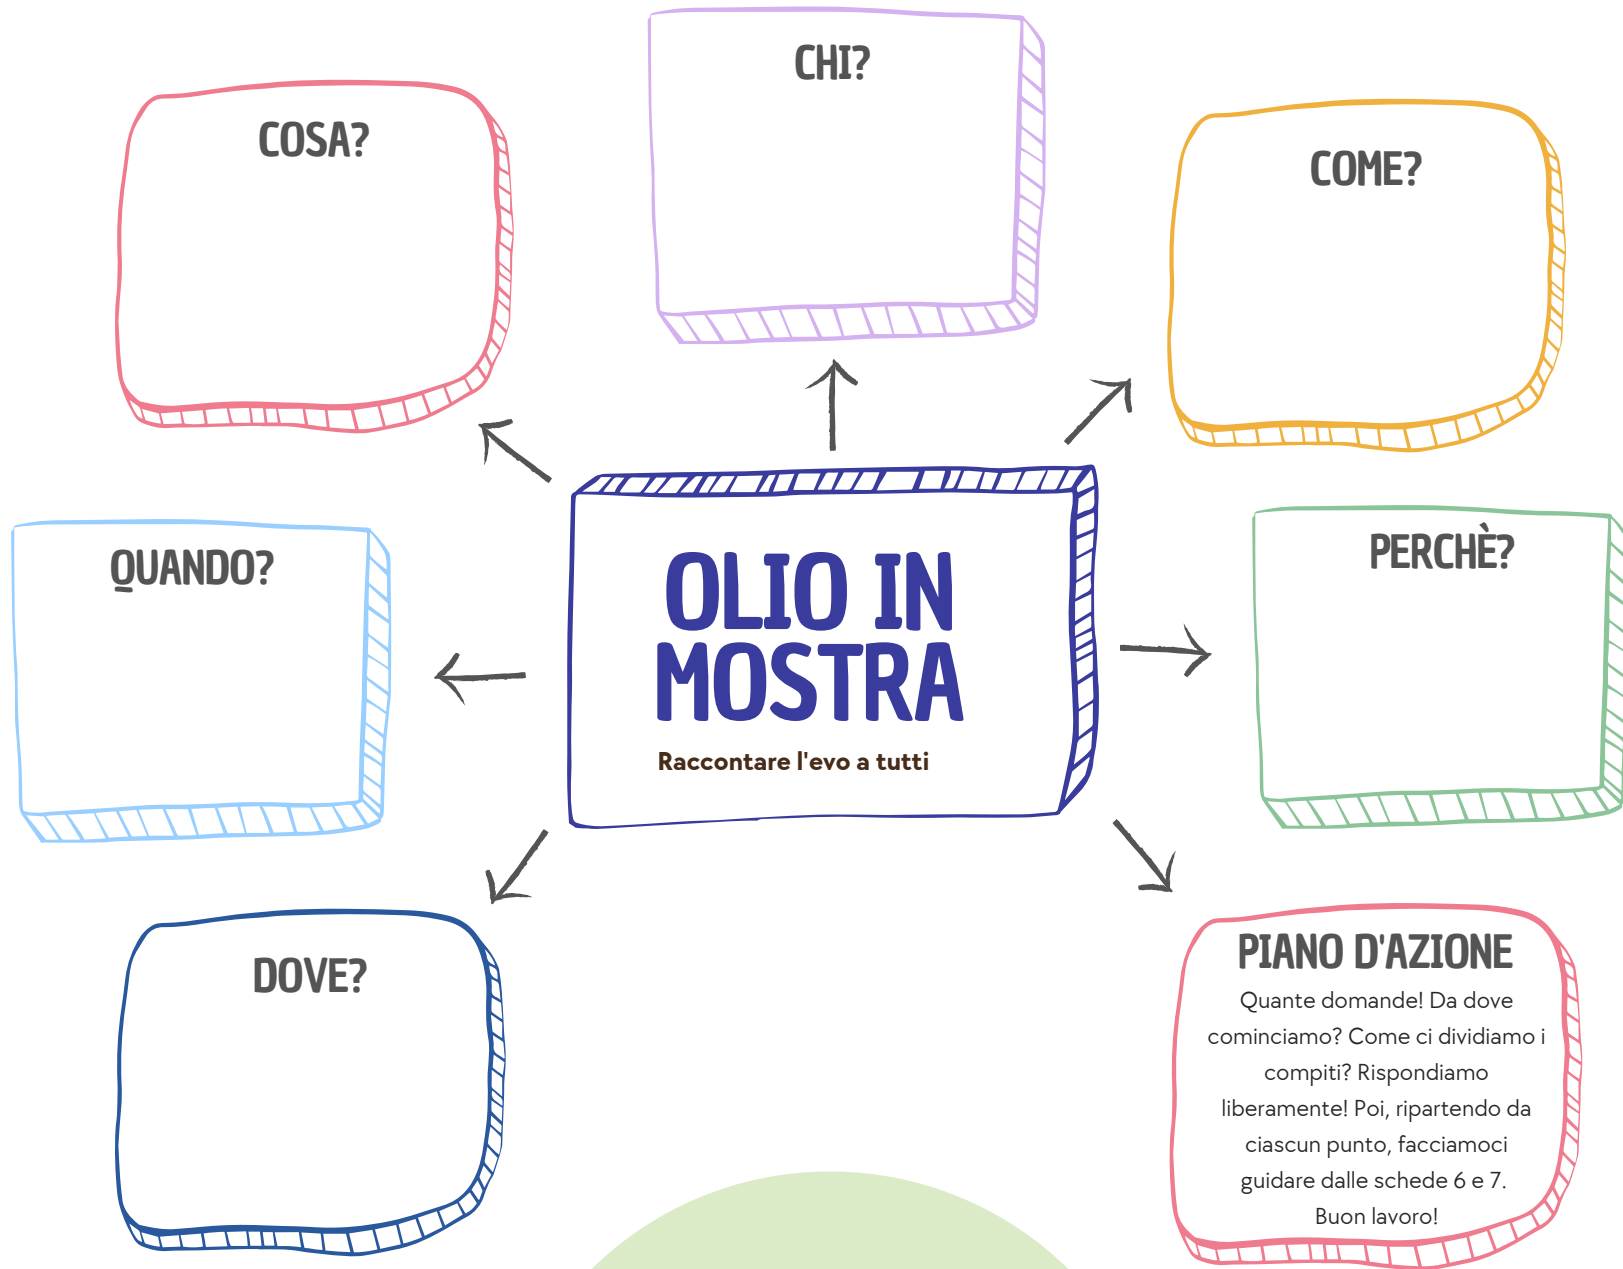 CHI?
COSA?
COME?
QUANDO?
PERCHÈ?
OLIO IN
MOSTRA
Raccontare l'evo a tutti
DOVE?
PIANO D'AZIONE
Quante domande! Da dove
cominciamo? Come ci dividiamo i
compiti? Rispondiamo
liberamente! Poi, ripartendo da
ciascun punto, facciamoci
guidare dalle schede 6 e 7.
Buon lavoro!